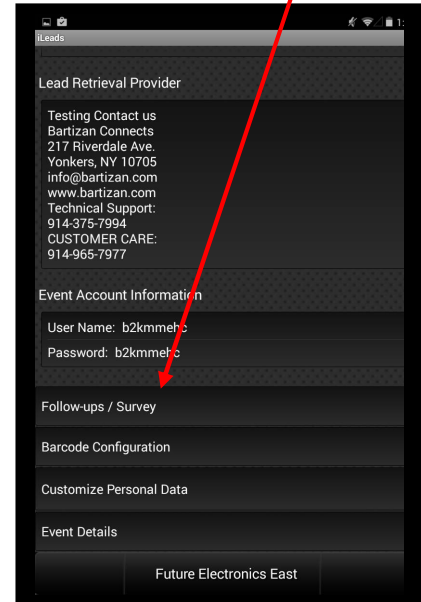 1:
iLeads
Lead Retrieval Provider
Testing Contact us
Bartizan Connects
217 Riverdale Ave.
Yonkers, NY 10705
info@bartizan.com
www.bartizan.com
Technical Support:
914-375-7994
CUSTOMER CARE:
914-965-7977
Event Account Information
User Name: b2kmmehc
Password: b2kmmehc
Follow-ups / Survey
Barcode Configuration
Customize Personal Data
Event Details
Future Electronics East